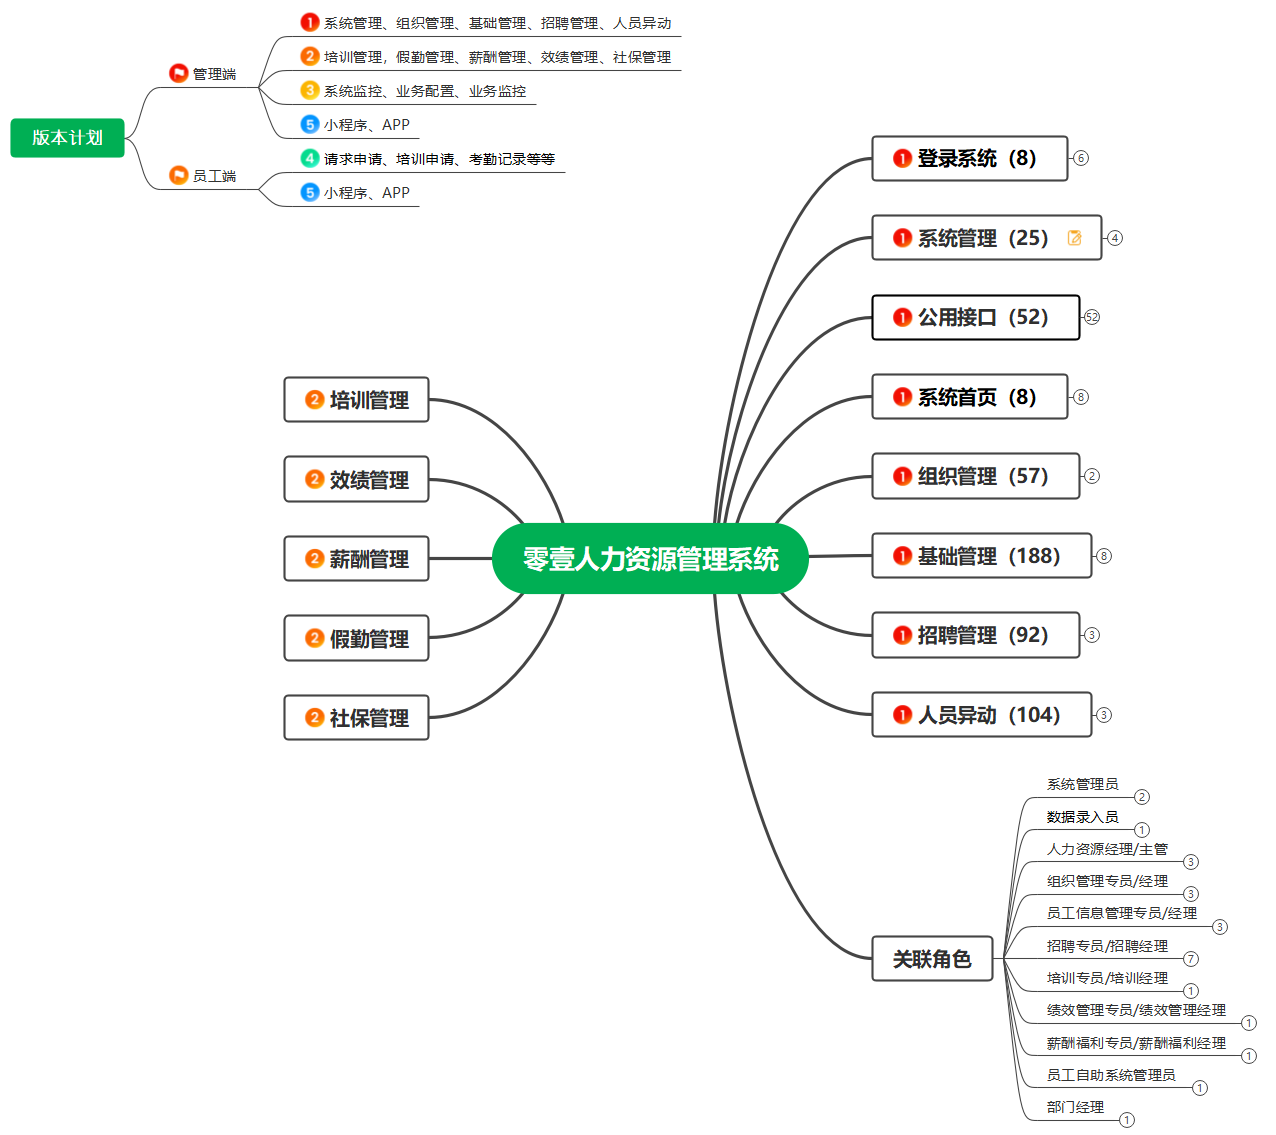 版本计划
管理端
1 系统管理、组织管理、基础管理、招聘管理、人员异动
2 培训管理，假勤管理、薪酬管理、效绩管理、社保管理
3 系统监控、业务配置、业务监控
5 小程序、APP
员工端
4 请求申请、培训申请、考勤记录等等
5 小程序、APP
零壹人力资源管理系统
2 培训管理
2 效绩管理
2 薪酬管理
2 假勤管理
2 社保管理
1 登录系统（8） 6
1 系统管理（25） 4
1 公用接口（52） 52
1 系统首页（8） 8
1 组织管理（57） 2
1 基础管理（188） 8
1 招聘管理（92） 3
1 人员异动（104） 3
关联角色
系统管理员 2
数据录入员 1
人力资源经理/主管 3
组织管理专员/经理 3
员工信息管理专员/经理 3
招聘专员/招聘经理 7
培训专员/培训经理 1
绩效管理专员/绩效管理经理 1
薪酬福利专员/薪酬福利经理 1
员工自助系统管理员 1
部门经理 1